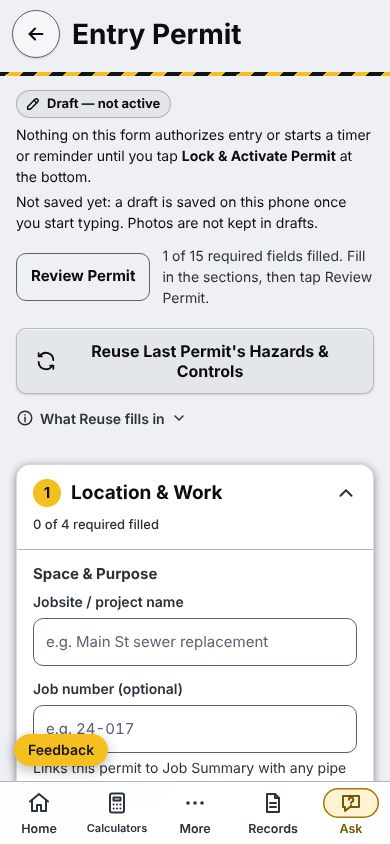 Entry Permit
Draft — not active
Nothing on this form authorizes entry or starts a timer
or reminder until you tap Lock & Activate Permit at
the bottom.
Not saved yet: a draft is saved on this phone once
you start typing. Photos are not kept in drafts.
Review Permit
1 of 15 required fields filled. Fill
in the sections, then tap Review
Permit.
Reuse Last Permit's Hazards &
Controls
What Reuse fills in
1 Location & Work
0 of 4 required filled
Space & Purpose
Jobsite / project name
e.g. Main St sewer replacement
Job number (optional)
e.g. 24-017
Feedback
Links this permit to Job Summary with any pipe
Home
Calculators
More
Records
Ask